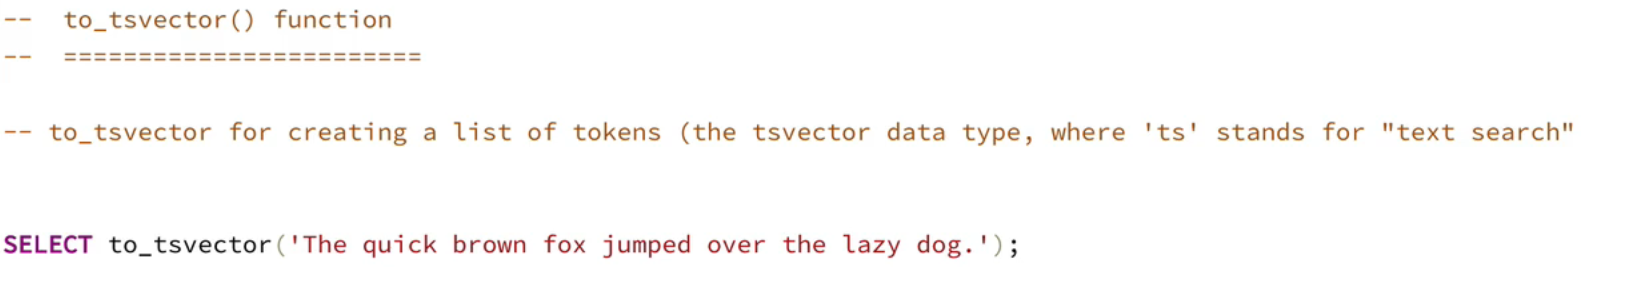 --  to_tsvector() function
--  ========================
-- to_tsvector for creating a list of tokens (the tsvector data type, where 'ts' stands for "text search"
SELECT to_tsvector('The quick brown fox jumped over the lazy dog.');